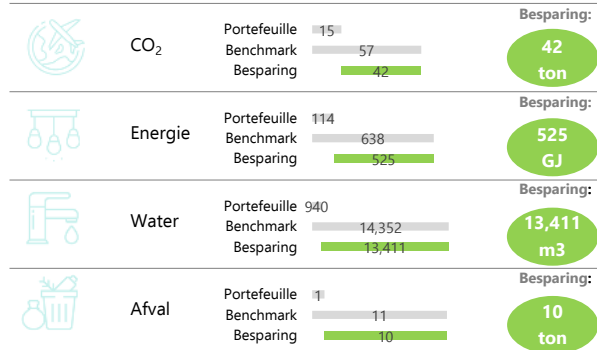 Besparing:
CO₂
Portefeuille 15
Benchmark 57
Besparing 42
42
ton
Besparing:
Energie
Portefeuille 114
Benchmark 638
Besparing 525
525
GJ
Besparing:
Water
Portefeuille 940
Benchmark 14,352
Besparing 13,411
13,411
m3
Besparing:
Afval
Portefeuille 1
Benchmark 11
Besparing 10
10
ton